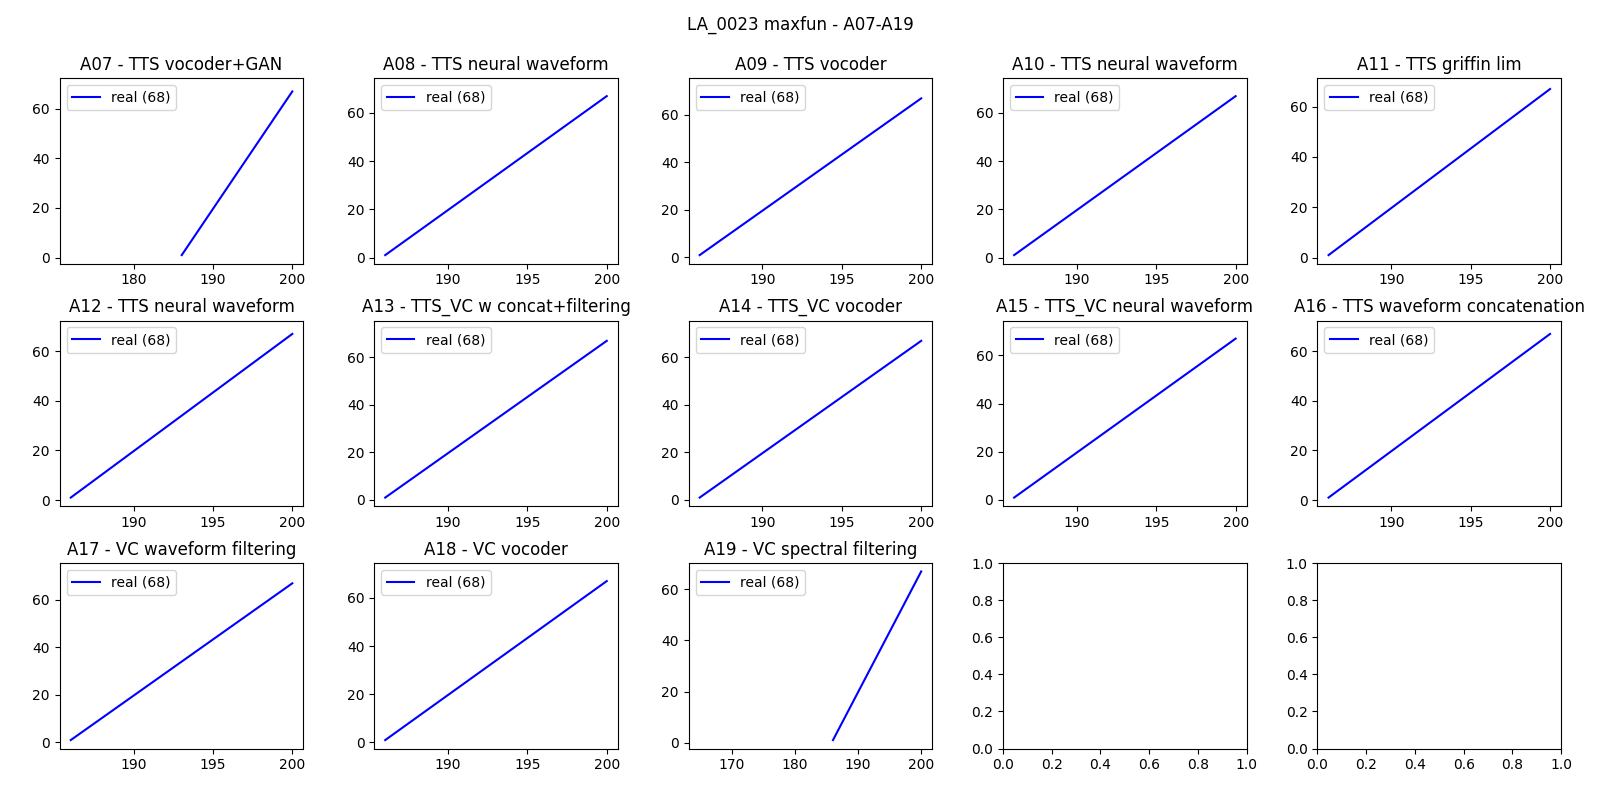 LA_0023 maxfun - A07-A19
A07 - TTS vocoder+GAN
real (68)
60
40
20
0
180 190 200
A08 - TTS neural waveform
real (68)
60
40
20
0
190 195 200
A09 - TTS vocoder
real (68)
60
40
20
0
190 195 200
A10 - TTS neural waveform
real (68)
60
40
20
0
190 195 200
A11 - TTS griffin lim
real (68)
60
40
20
0
190 195 200
A12 - TTS neural waveform
real (68)
60
40
20
0
190 195 200
A13 - TTS_VC w concat+filtering
real (68)
60
40
20
0
190 195 200
A14 - TTS_VC vocoder
real (68)
60
40
20
0
190 195 200
A15 - TTS_VC neural waveform
real (68)
60
40
20
0
190 195 200
A16 - TTS waveform concatenation
real (68)
60
40
20
0
190 195 200
A17 - VC waveform filtering
real (68)
60
40
20
0
190 195 200
A18 - VC vocoder
real (68)
60
40
20
0
190 195 200
A19 - VC spectral filtering
real (68)
60
40
20
0
170 180 190 200
1.0
0.8
0.6
0.4
0.2
0.0
0.0 0.2 0.4 0.6 0.8 1.0
1.0
0.8
0.6
0.4
0.2
0.0
0.0 0.2 0.4 0.6 0.8 1.0